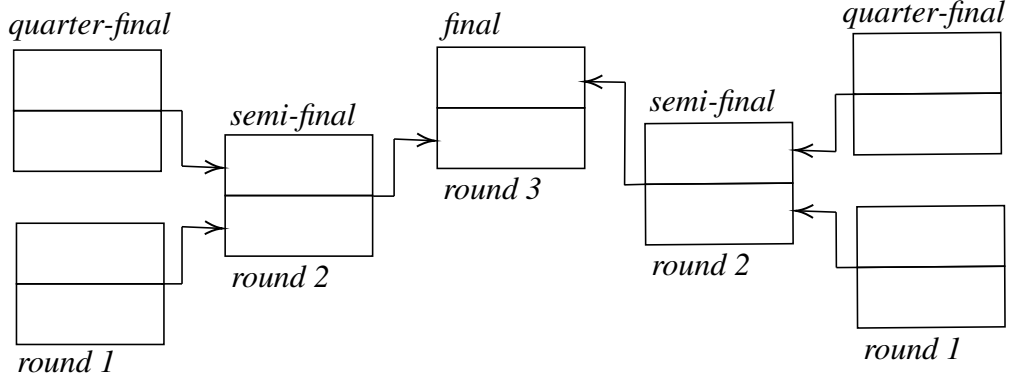 quarter-final
final
quarter-final
semi-final
semi-final
round 3
round 2
round 2
round 1
round 1